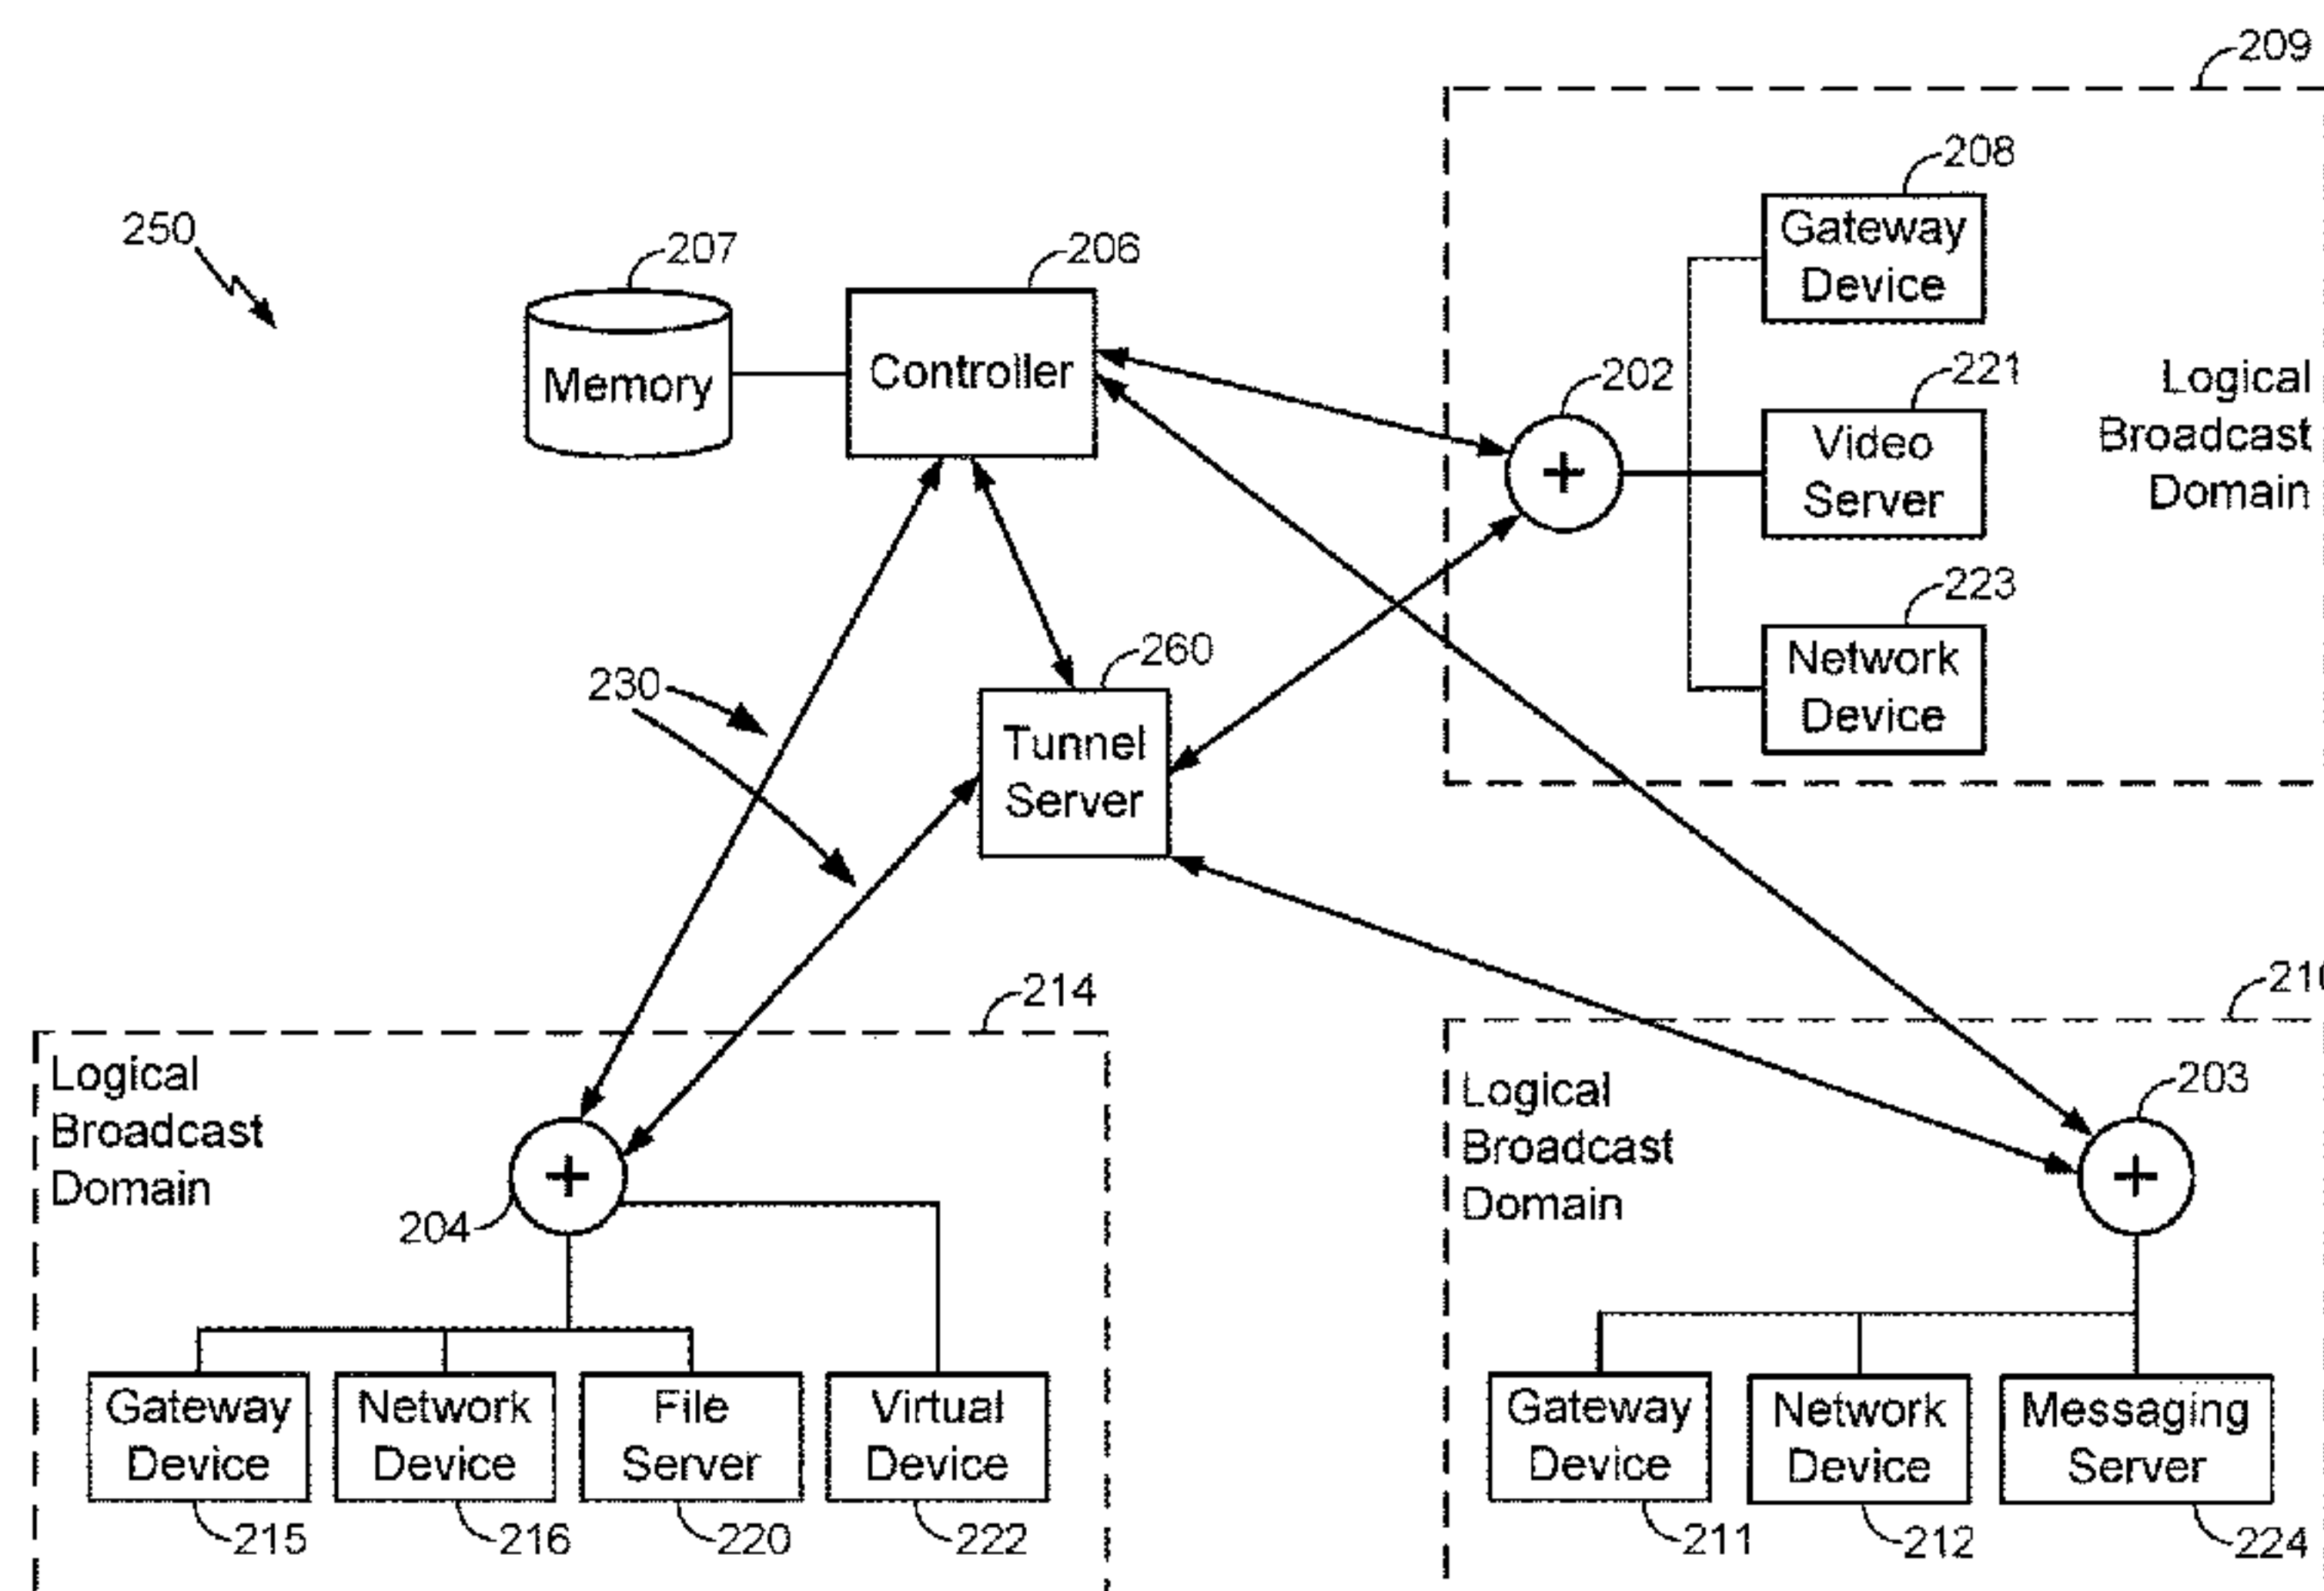 209
208
Gateway
Device
250
207
206
Memory
Controller
202
221
Video
Server
Logical
Broadcast
Domain
223
Network
Device
230
260
Tunnel
Server
214
Logical
Broadcast
Domain
204
Gateway
Device
Network
Device
File
Server
Virtual
Device
215
216
220
222
Logical
Broadcast
Domain
203
Gateway
Device
Network
Device
Messaging
Server
211
212
224